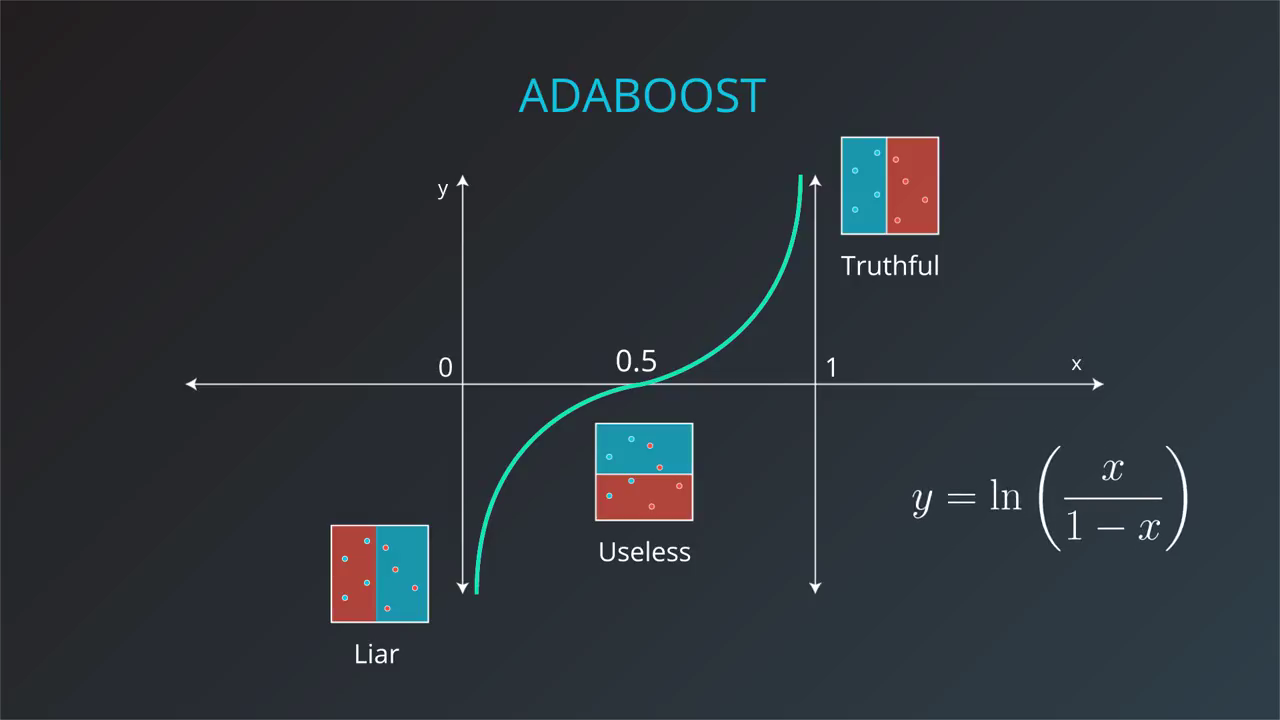 ADABOOST
y
Truthful
0
0.5
1
x
y = ln(x/(1 − x))
Useless
Liar